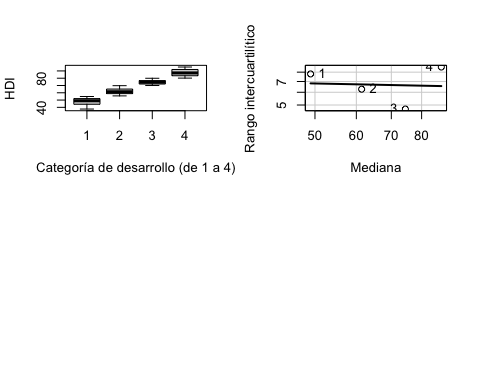 HDI
80
40
1 2 3 4
Categoría de desarrollo (de 1 a 4)
Rango intercuartilítico
7
5
1
2
3
4
50 60 70 80
Mediana